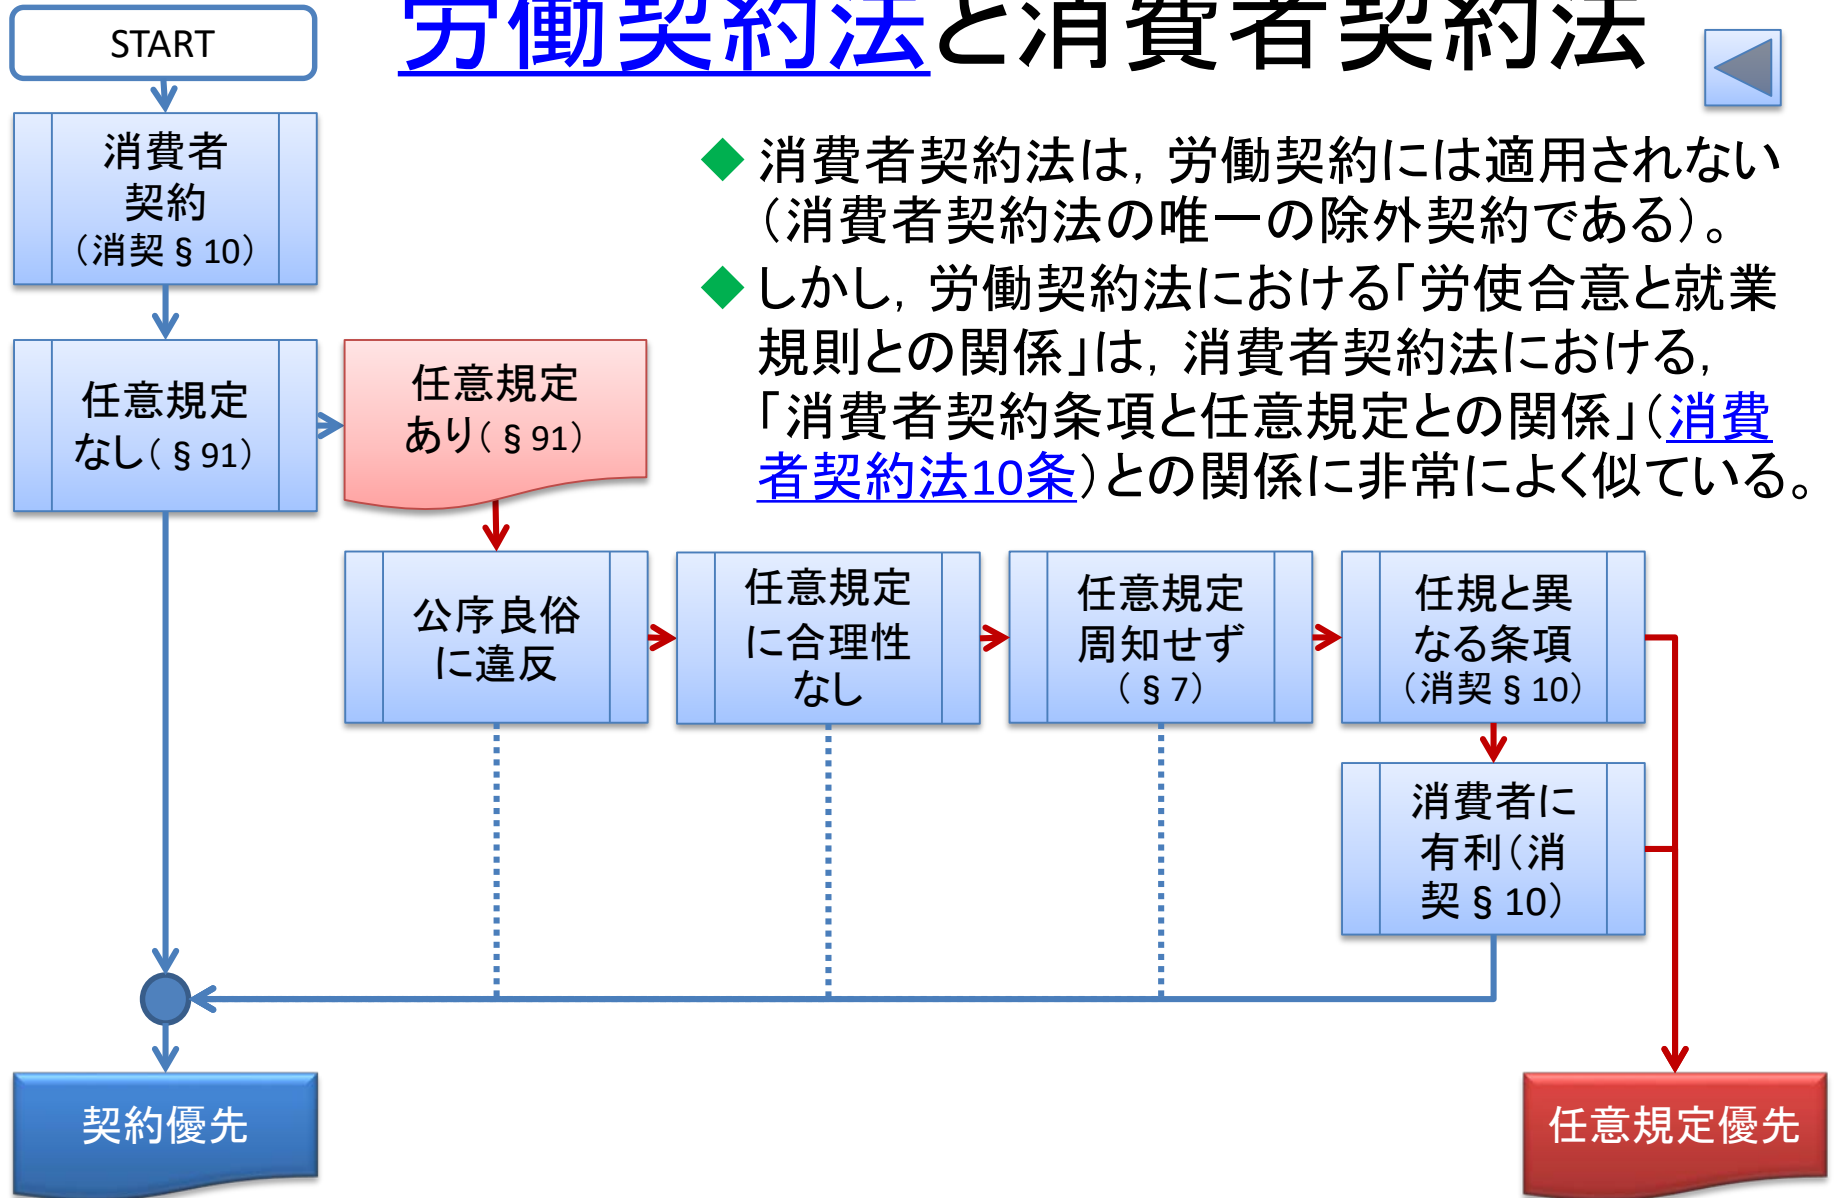 労働契約法と消費者契約法
START
消費者
契約
（消契§10）
任意規定
なし（§91）
任意規定
あり（§91）
◆消費者契約法は，労働契約には適用されない
（消費者契約法の唯一の除外契約である）。
◆しかし，労働契約法における「労使合意と就業
規則との関係」は，消費者契約法における，
「消費者契約条項と任意規定との関係」（消費
者契約法10条）との関係に非常によく似ている。
公序良俗
に違反
任意規定
に合理性
なし
任意規定
周知せず
（§7）
任規と異
なる条項
（消契§10）
消費者に
有利（消
契§10）
契約優先
任意規定優先